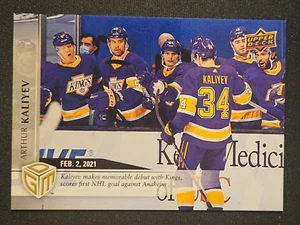 UPPER DECK
ARTHUR KALIYEV
KINGS
KALIYEV
34
Medici
of
FEB. 2, 2021
Kaliyev makes memorable debut with Kings,
scores first NHL goal against Anaheim